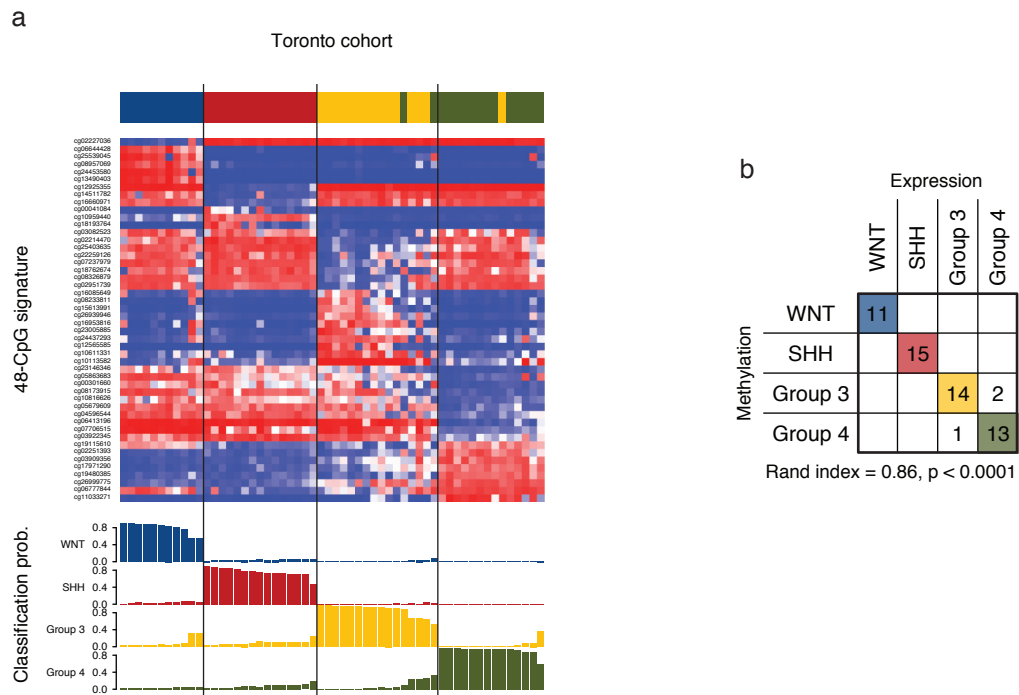 a
Toronto cohort
48-CpG signature
cg02227036
cg06644428
cg25539045
cg08957069
cg24453580
cg13490403
cg12925355
cg14511782
cg16660971
cg00041084
cg10959440
cg18193764
cg03082523
cg02214470
cg25403635
cg22259126
cg07237979
cg18762674
cg08326879
cg02951739
cg16085649
cg08233811
cg15613991
cg26939946
cg16953816
cg23005885
cg24437293
cg12565585
cg10611331
cg10113582
cg23146346
cg05863683
cg00301660
cg08173915
cg10816626
cg05679609
cg04596544
cg06413196
cg07706515
cg03922345
cg19115610
cg02251393
cg03909356
cg17971290
cg19480385
cg26999775
cg06777844
cg11033271
Classification prob.
WNT
0.8
0.4
0.0
SHH
0.8
0.4
0.0
Group 3
0.8
0.4
0.0
Group 4
0.8
0.4
0.0
b
Expression
WNT SHH Group 3 Group 4
Methylation
WNT 11
SHH 15
Group 3 14 2
Group 4 1 13
Rand index = 0.86, p < 0.0001